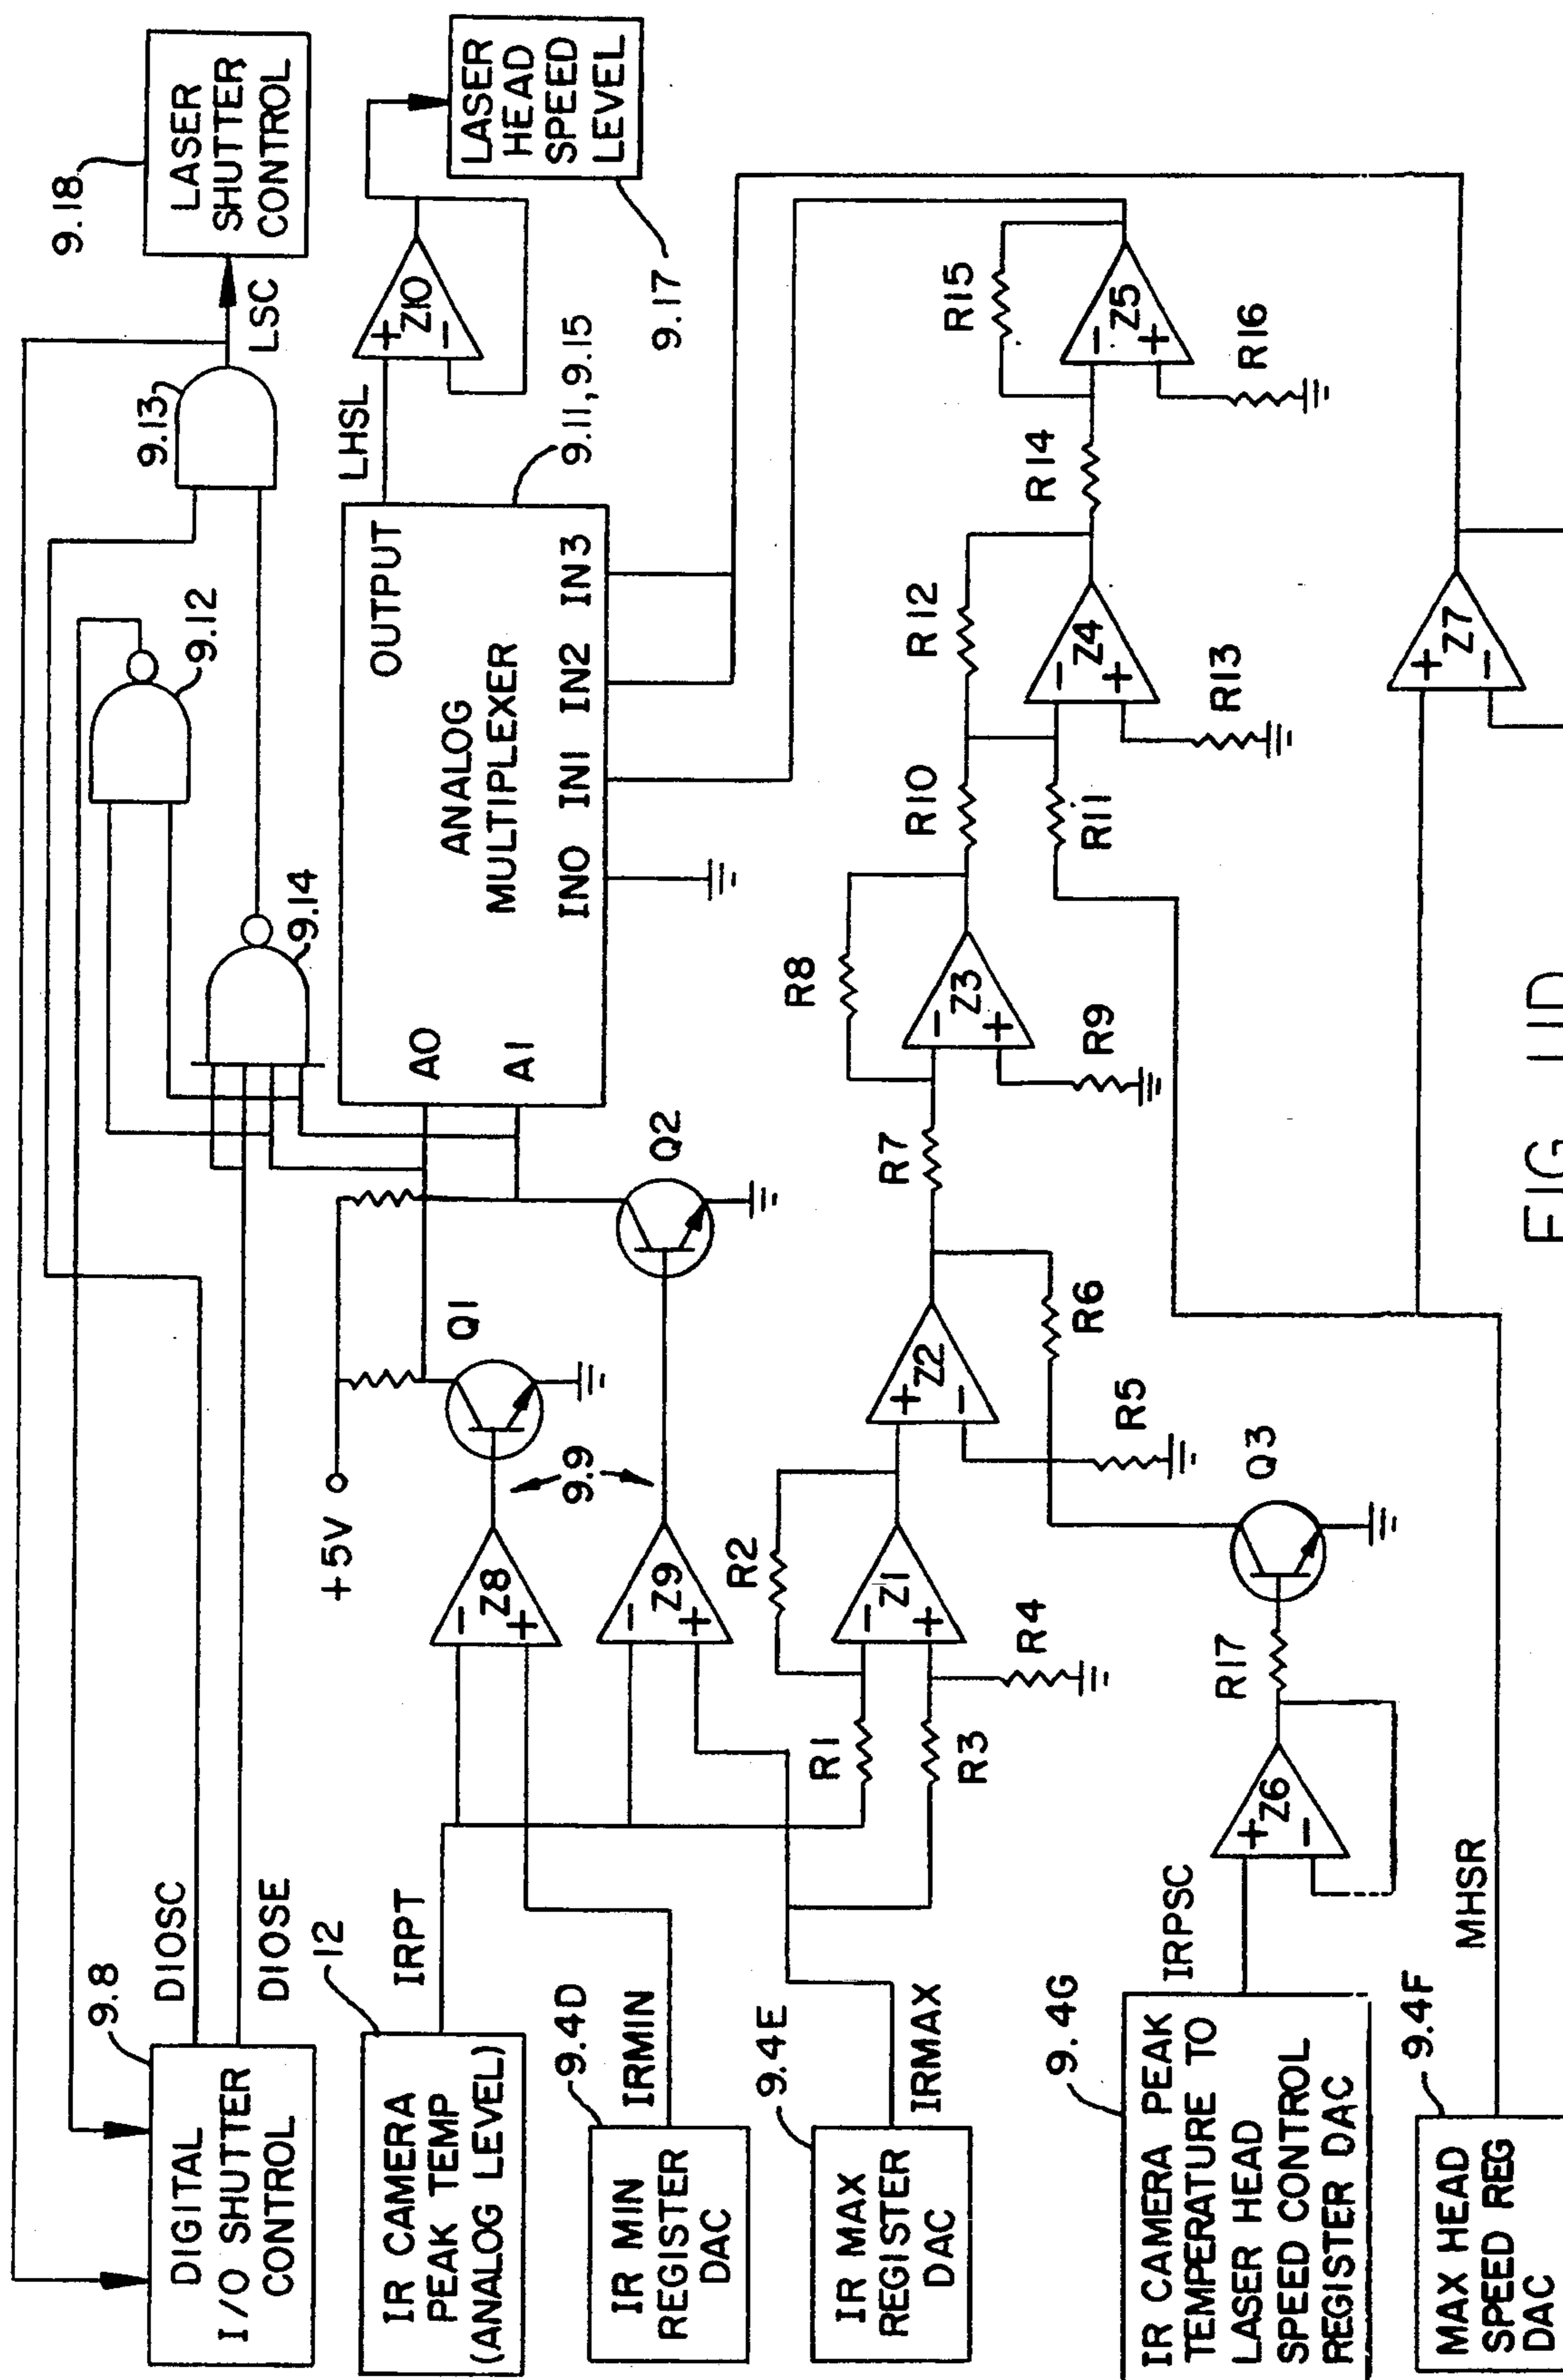 9.8
DIGITAL
I/O SHUTTER
CONTROL
DIOSC
DIOSE
12
IR CAMERA
PEAK TEMP
(ANALOG LEVEL)
IRPT
9.4D
IR MIN
REGISTER
DAC
IRMIN
9.4E
IR MAX
REGISTER
DAC
IRMAX
9.4G
IR CAMERA PEAK
TEMPERATURE TO
LASER HEAD
SPEED CONTROL
REGISTER DAC
IRPSC
9.4F
MAX HEAD
SPEED REG
DAC
MHSR
+5V
Z8
- +
Z9
- +
9.9
Q1
Q2
R1
R2
R3
R4
Z1
- +
Z2
+ -
R5
R6
Z6
+ -
R17
Q3
R7
R8
R9
Z3
- +
R10
R11
R12
R13
Z4
- +
R14
R15
R16
Z5
- +
Z7
+ -
9.14
9.12
9.13
LSC
9.18
LASER
SHUTTER
CONTROL
A0
A1
ANALOG
MULTIPLEXER
OUTPUT
IN0 IN1 IN2 IN3
9.11, 9.15
LHSL
Z10
+ -
LASER
HEAD
SPEED
LEVEL
9.17
FIG. 11D